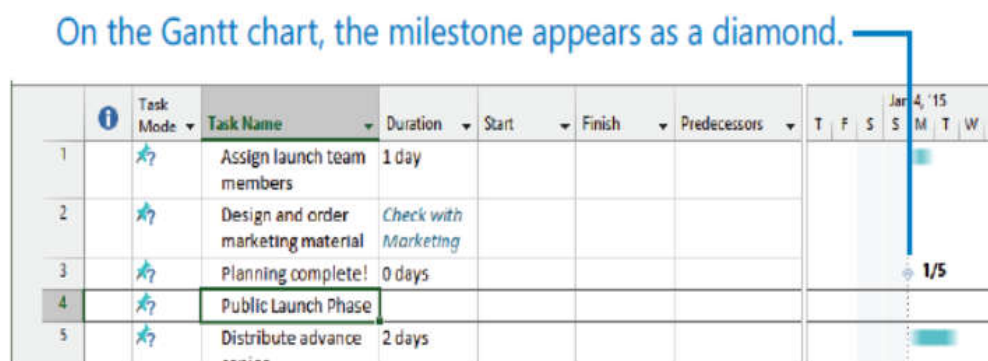 On the Gantt chart, the milestone appears as a diamond.
Task Mode Task Name Duration Start Finish Predecessors Jan 4, '15
T F S S M T W
1 Assign launch team members 1 day
2 Design and order marketing material Check with Marketing
3 Planning complete! 0 days 1/5
4 Public Launch Phase
5 Distribute advance 2 days